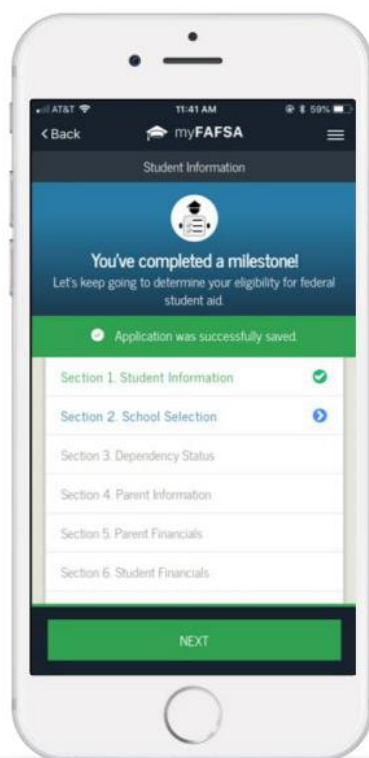 AT&T 11:41 AM 59%
Back myFAFSA
Student Information
You've completed a milestone!
Let's keep going to determine your eligibility for federal
student aid.
Application was successfully saved.
Section 1. Student Information
Section 2. School Selection
Section 3. Dependency Status
Section 4. Parent Information
Section 5. Parent Financials
Section 6. Student Financials
NEXT